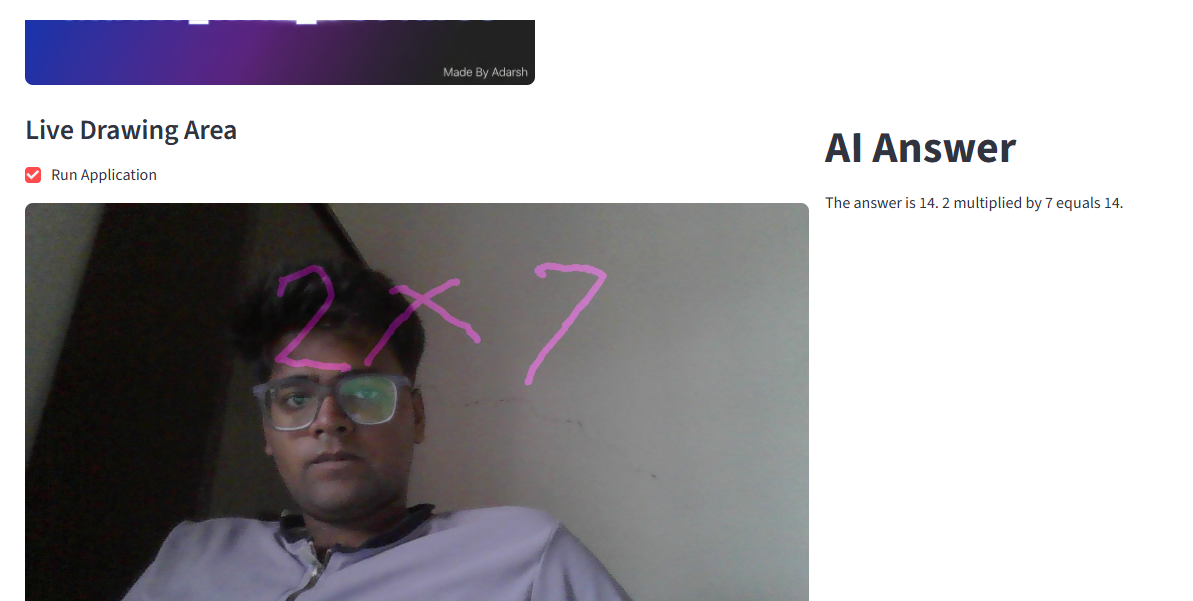 Made By Adarsh
Live Drawing Area
Run Application
2 x 7
AI Answer
The answer is 14. 2 multiplied by 7 equals 14.